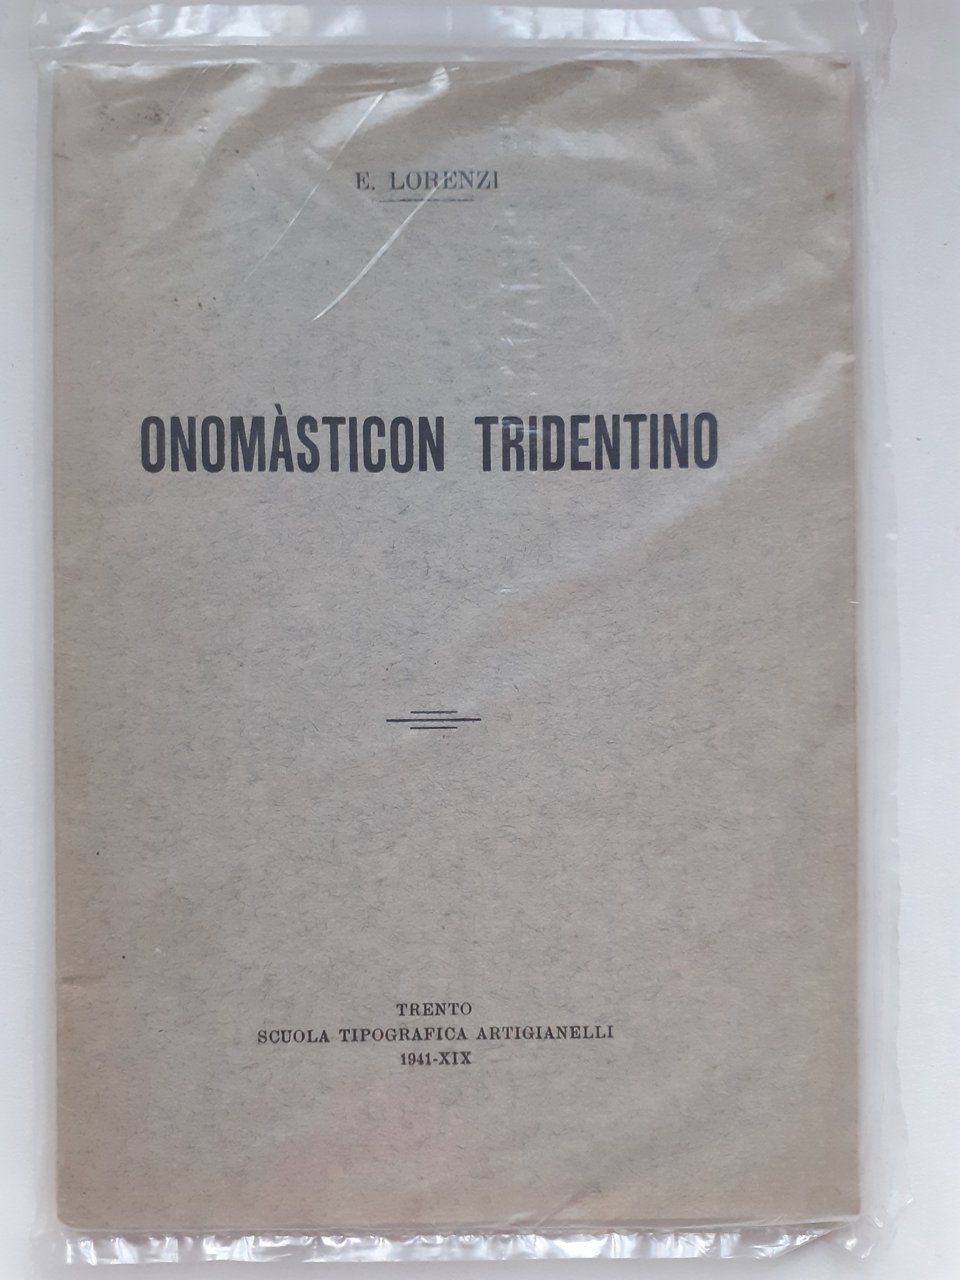 E. LORENZI
ONOMÀSTICON TRIDENTINO
TRENTO
SCUOLA TIPOGRAFICA ARTIGIANELLI
1941-XIX